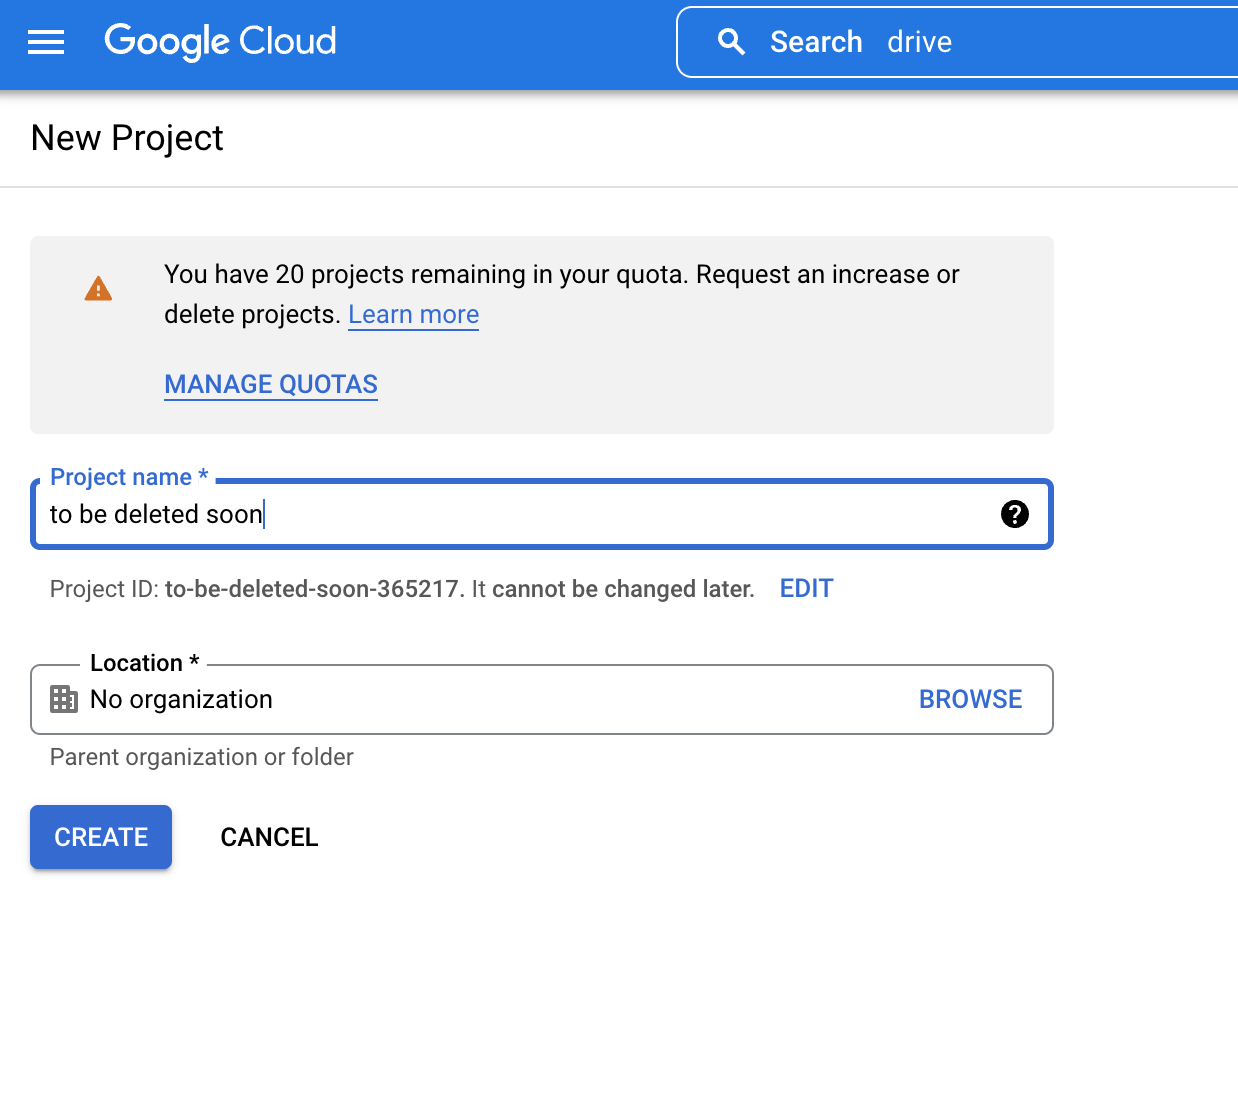 Google Cloud
Search drive
New Project
You have 20 projects remaining in your quota. Request an increase or
delete projects. Learn more
MANAGE QUOTAS
Project name *
to be deleted soon
Project ID: to-be-deleted-soon-365217. It cannot be changed later. EDIT
Location *
No organization BROWSE
Parent organization or folder
CREATE CANCEL